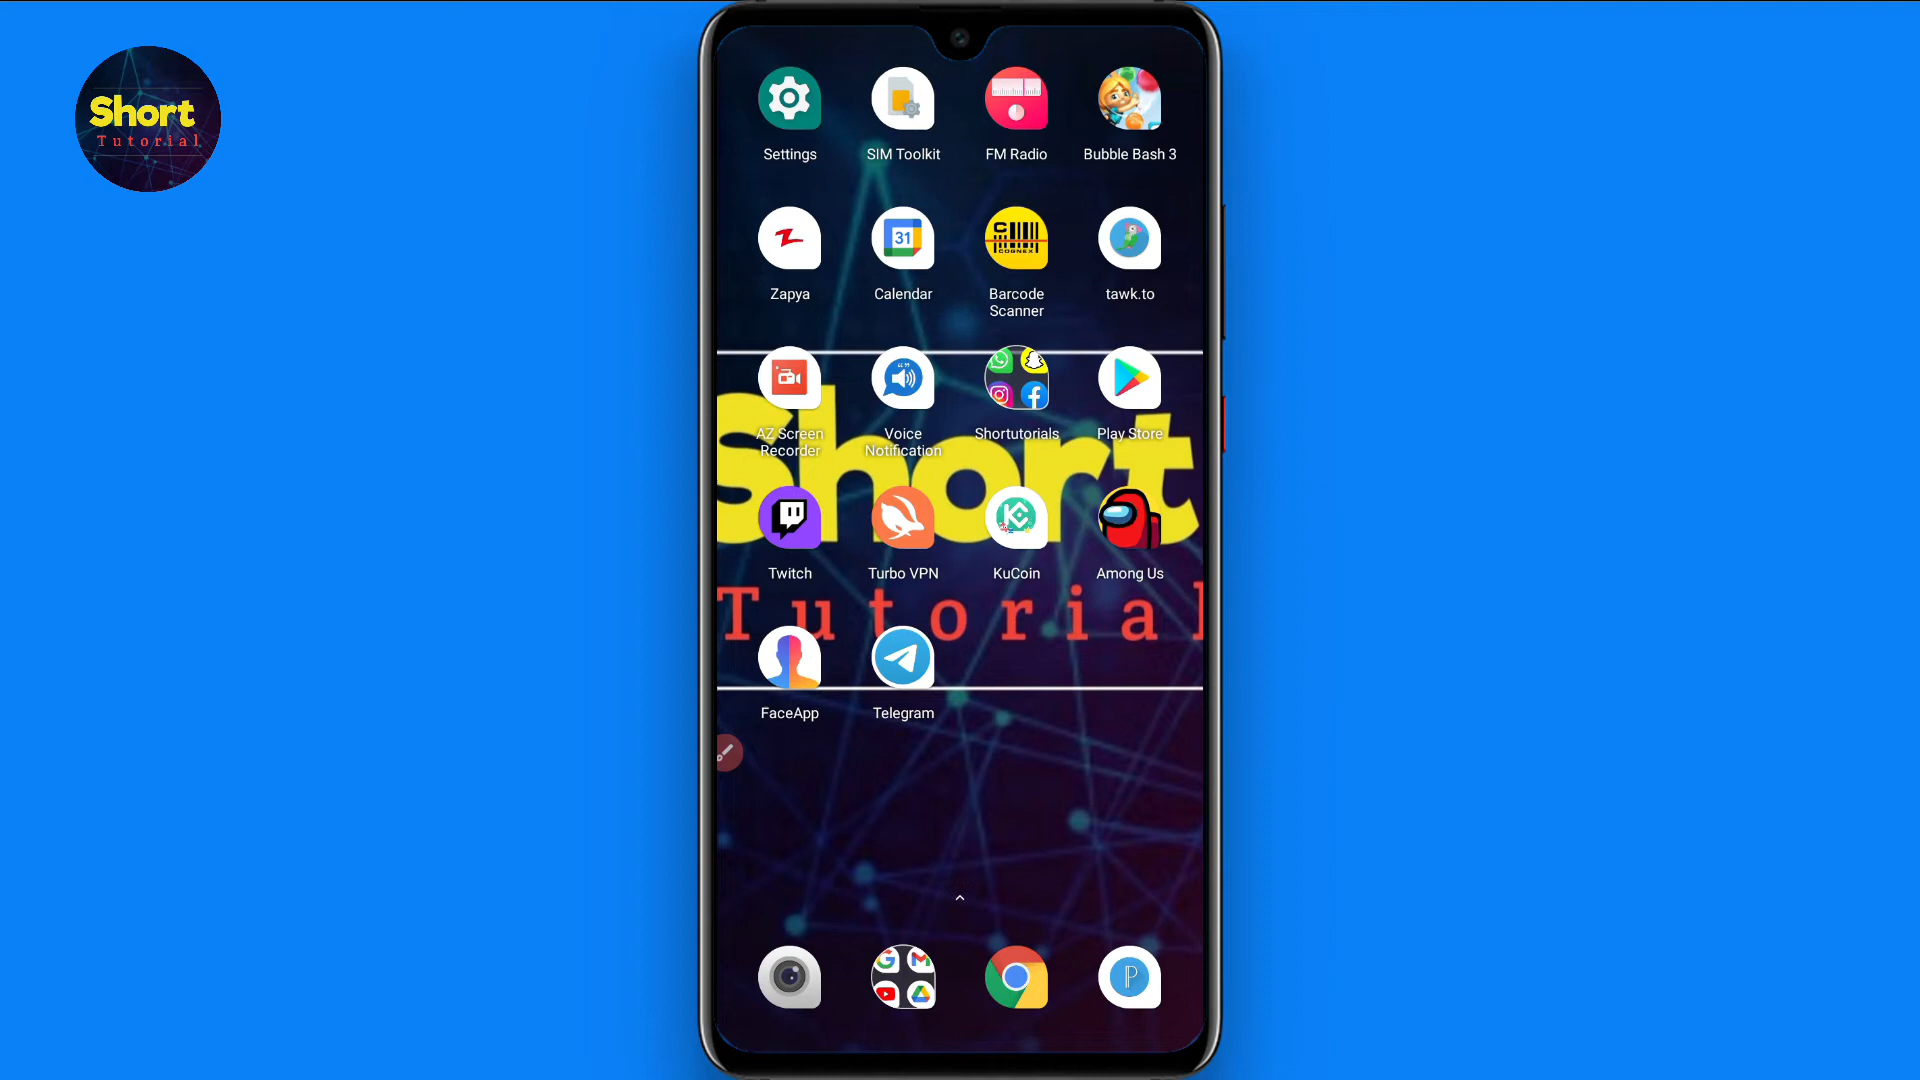 Short
Tutorial
Settings
SIM Toolkit
FM Radio
Bubble Bash 3
Zapya
31
Calendar
C
COGNEX
Barcode
Scanner
tawk.to
AZ Screen
Recorder
Voice
Notification
Shortutorials
Play Store
Short
Twitch
Turbo VPN
KuCoin
Among Us
Tutorial
FaceApp
Telegram